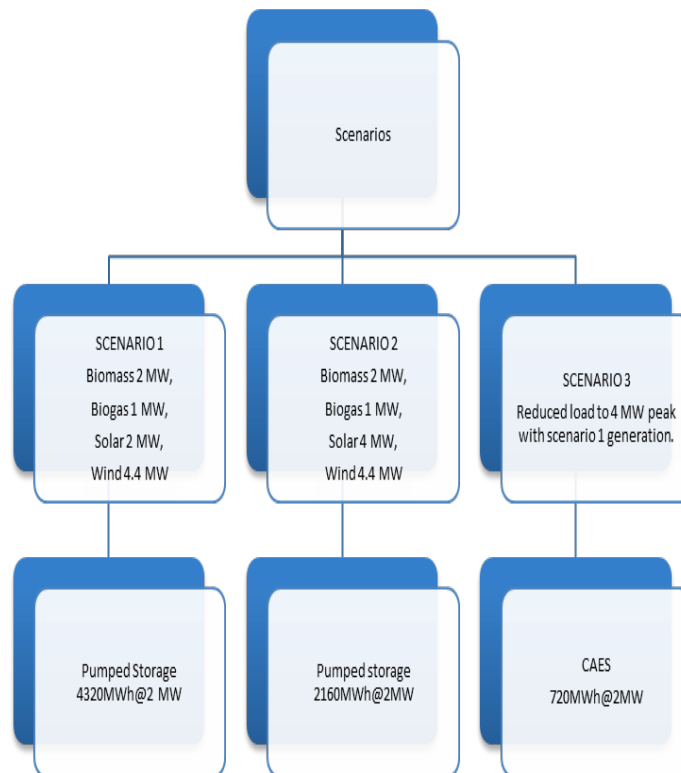 Scenarios
SCENARIO 1
Biomass 2 MW,
Biogas 1 MW,
Solar 2 MW,
Wind 4.4 MW
SCENARIO 2
Biomass 2 MW,
Biogas 1 MW,
Solar 4 MW,
Wind 4.4 MW
SCENARIO 3
Reduced load to 4 MW peak
with scenario 1 generation.
Pumped Storage
4320MWh@2 MW
Pumped storage
2160MWh@2MW
CAES
720MWh@2MW